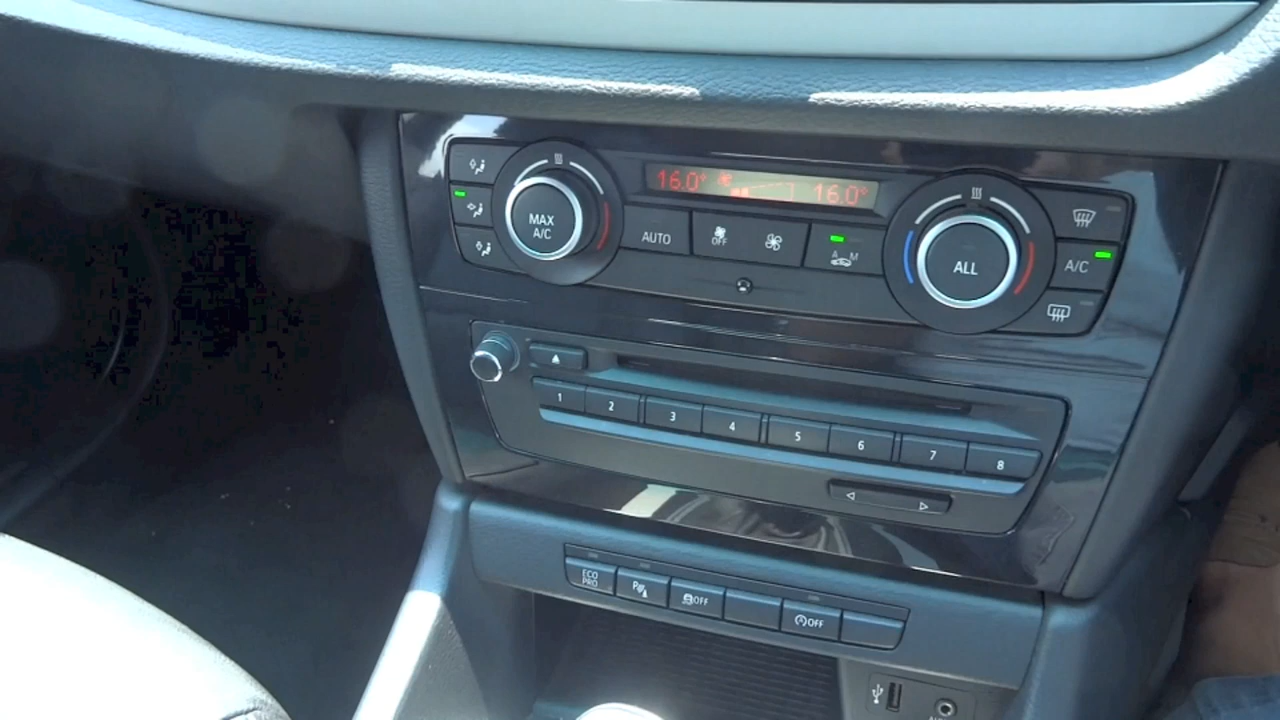 16.0° 16.0°
MAX
A/C
AUTO
OFF
A M
ALL
A/C
1 2 3 4 5 6 7 8
ECO
PRO
P
OFF
OFF